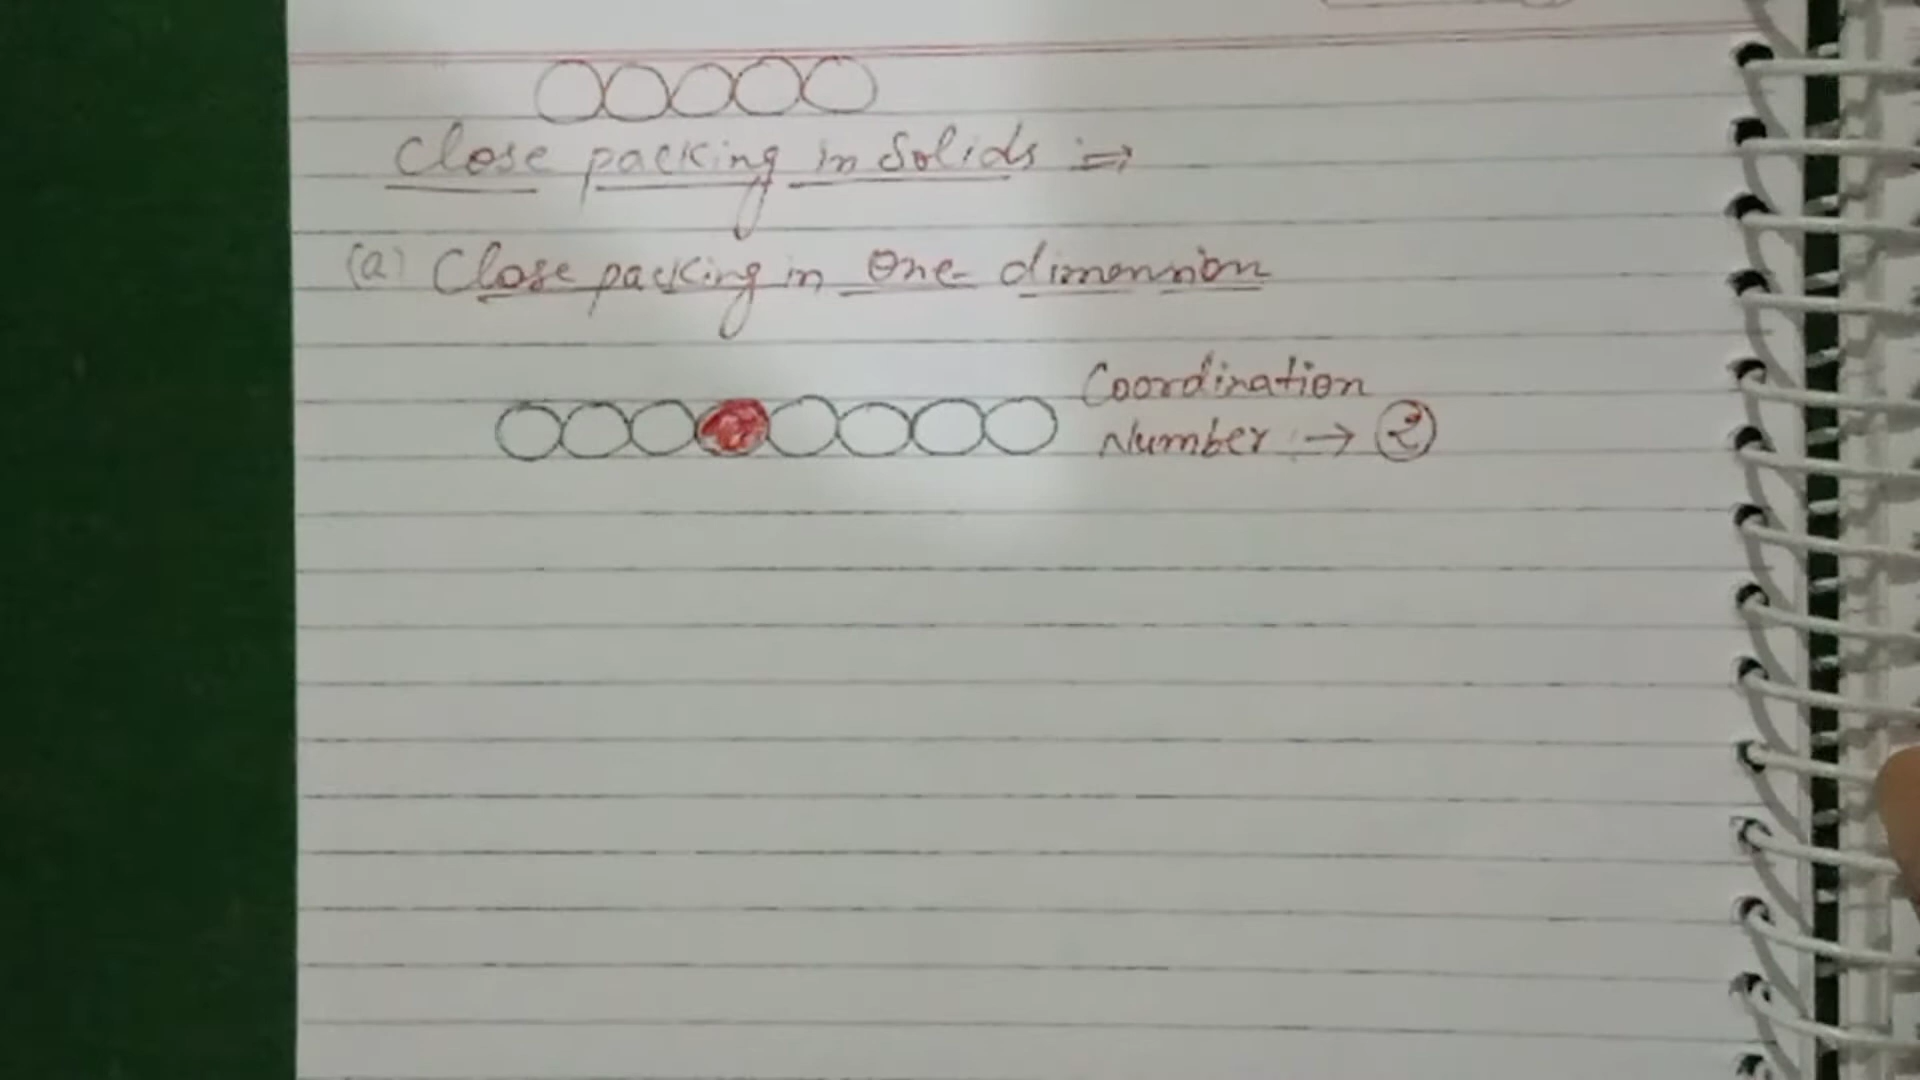 Close packing in Solids :⇒
(a) Close packing in One dimension
Coordination
Number :→ 2